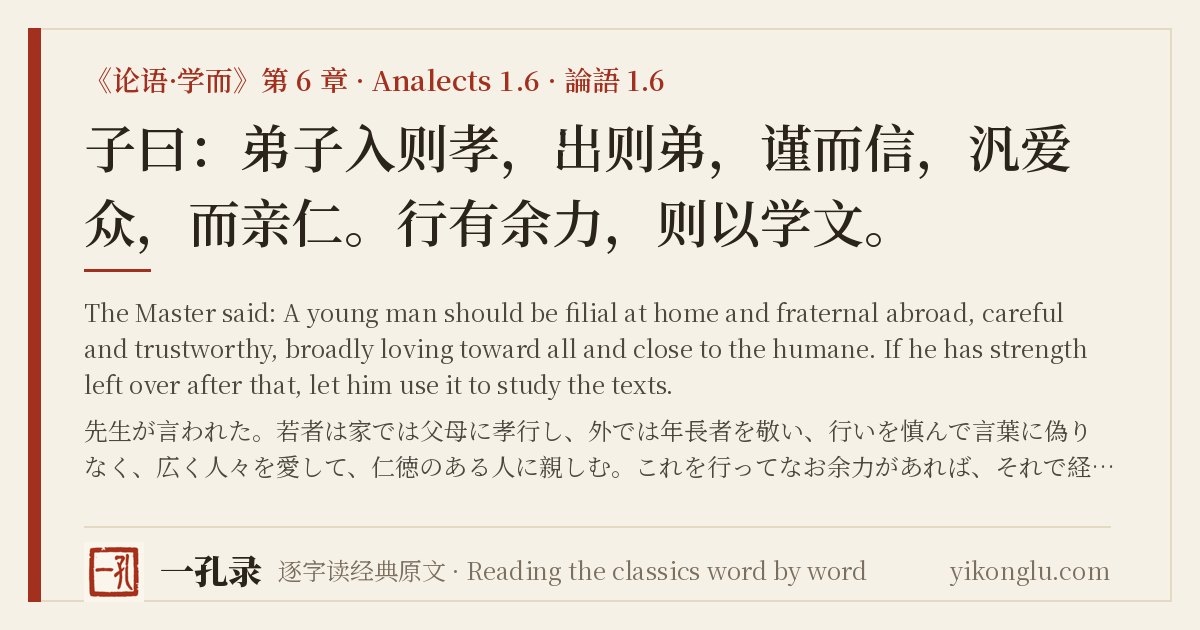 《论语·学而》第 6 章 · Analects 1.6 · 論語 1.6
子曰：弟子入则孝，出则弟，谨而信，汎爱
众，而亲仁。行有余力，则以学文。
The Master said: A young man should be filial at home and fraternal abroad, careful
and trustworthy, broadly loving toward all and close to the humane. If he has strength
left over after that, let him use it to study the texts.
先生が言われた。若者は家では父母に孝行し、外では年長者を敬い、行いを慎んで言葉に偽り
なく、広く人々を愛して、仁徳のある人に親しむ。これを行ってなお余力があれば、それで経…
一孔
一孔录 逐字读经典原文 · Reading the classics word by word yikonglu.com